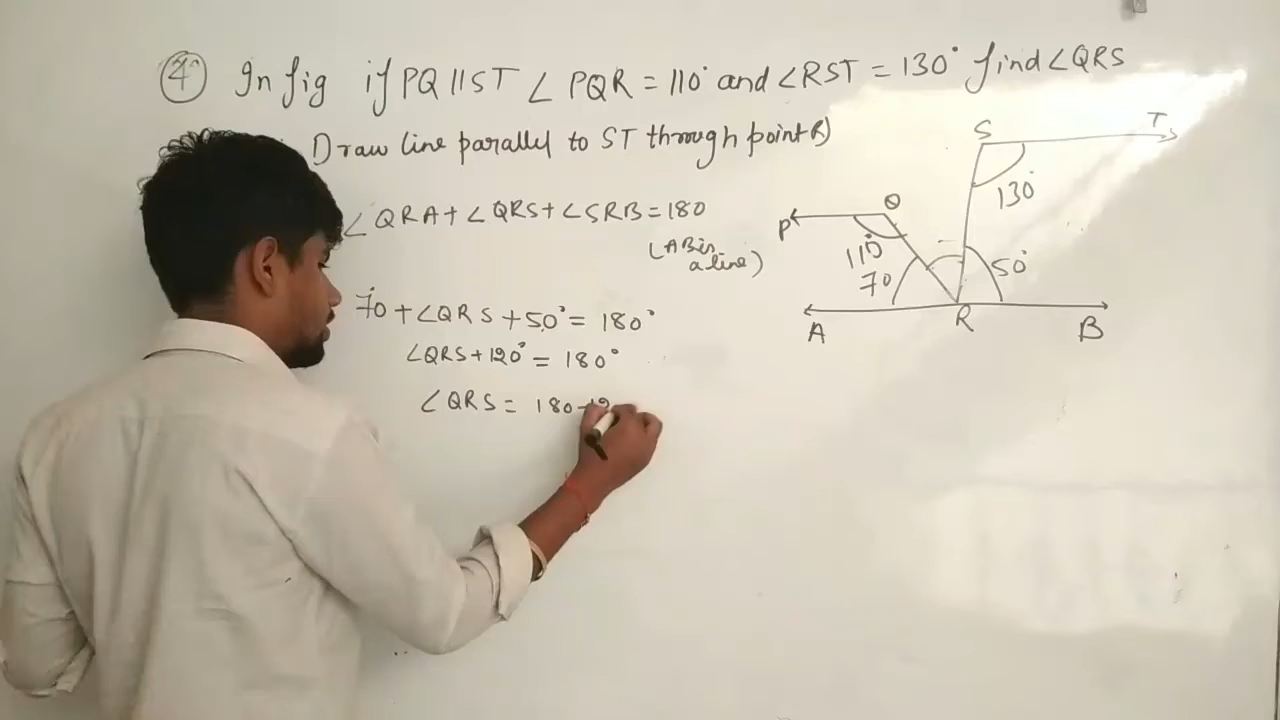 4 In fig if PQ || ST ∠ PQR = 110° and ∠RST = 130° find ∠QRS
Draw line parallel to ST through point R)
∠QRA + ∠QRS + ∠SRB = 180
(AB is
a line)
70° + ∠QRS + 50° = 180°
∠QRS + 120° = 180°
∠QRS = 180 - 12
S T
130°
P Q
110°
70 50°
A R B